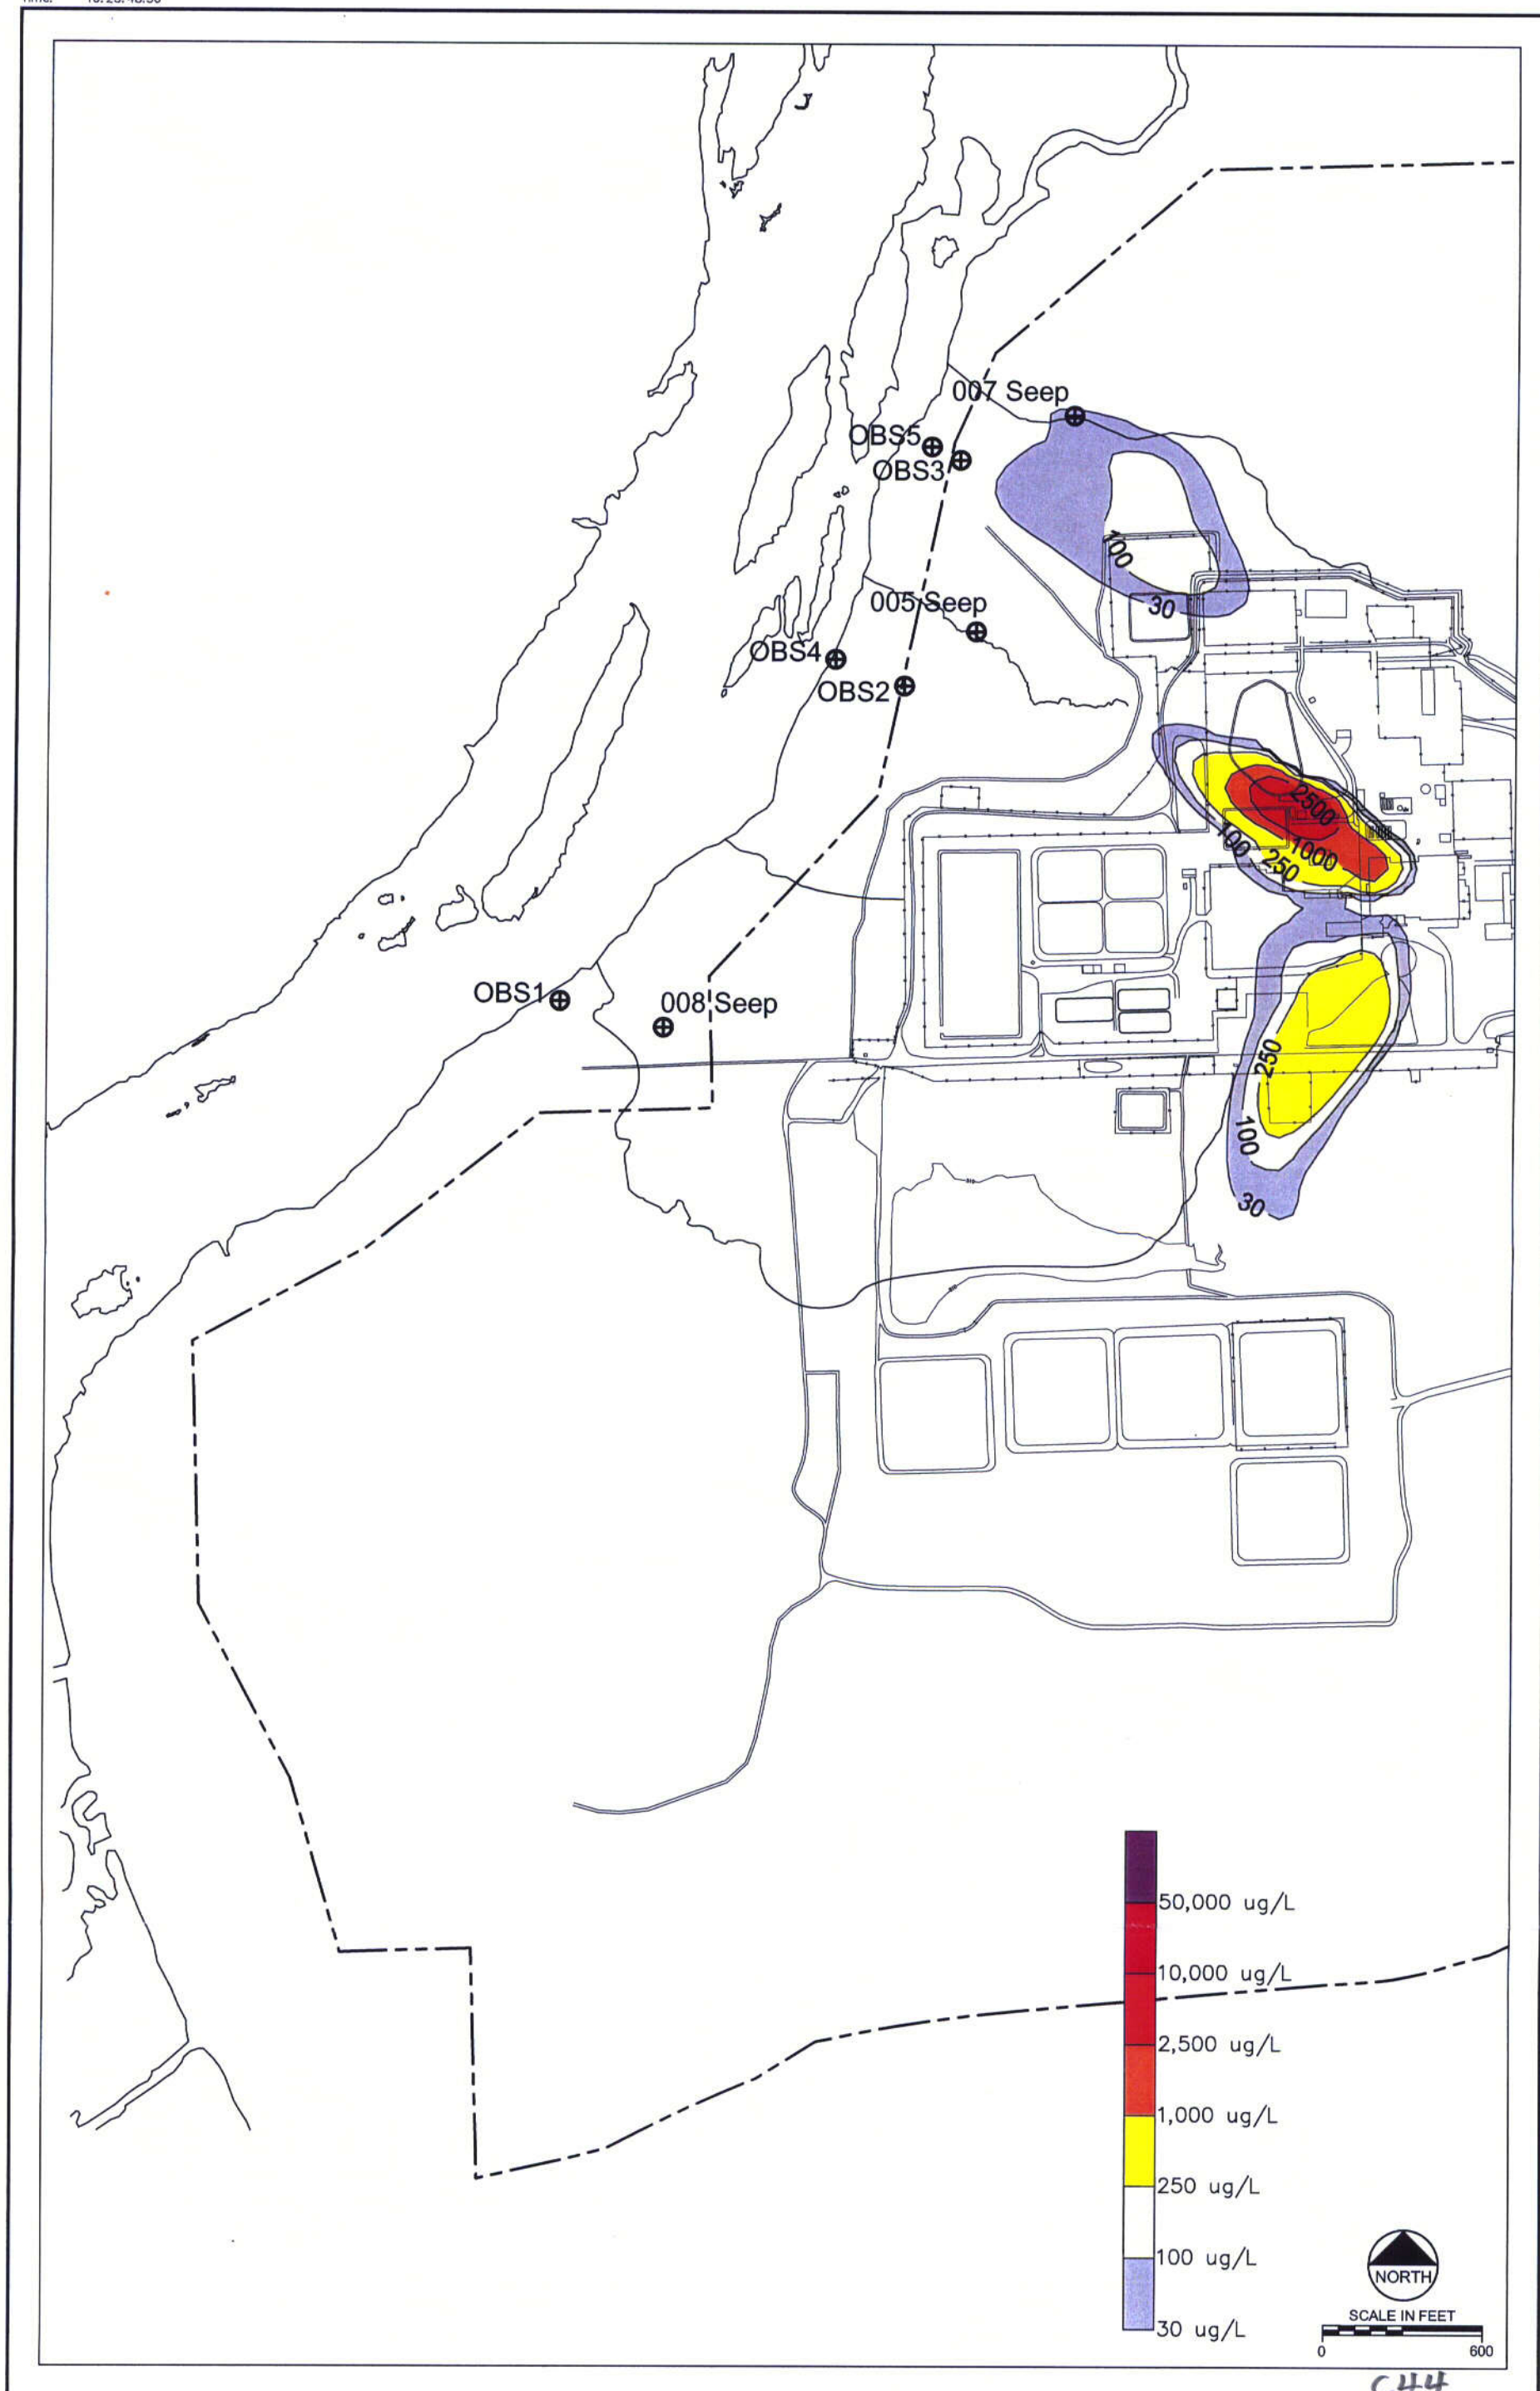 007 Seep
OBS5
OBS3
100
30
005 Seep
OBS4
OBS2
2500
1000
100
250
OBS1
008 Seep
250
100
30
50,000 ug/L
10,000 ug/L
2,500 ug/L
1,000 ug/L
250 ug/L
100 ug/L
30 ug/L
NORTH
SCALE IN FEET
0 600